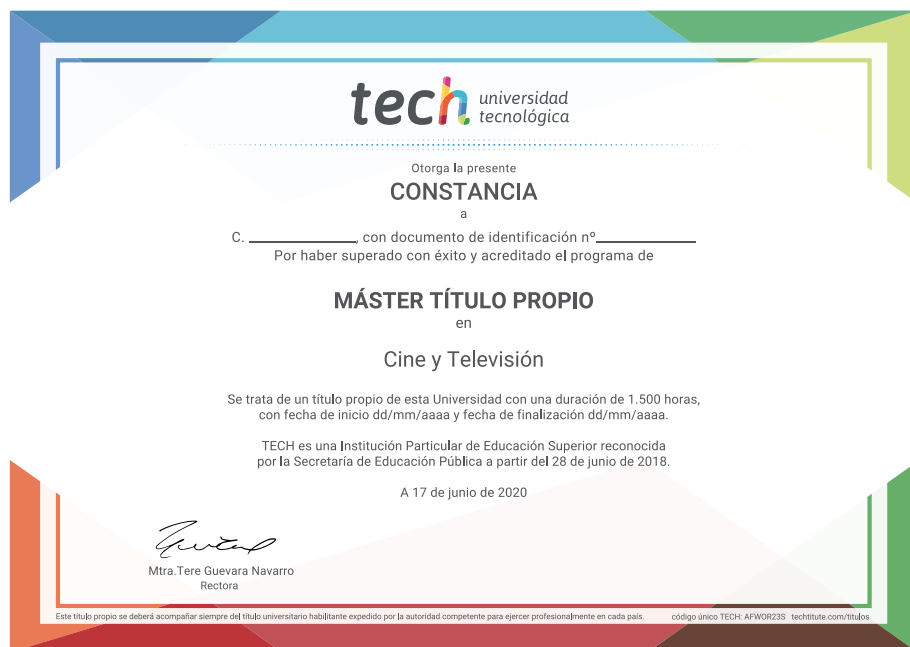 tech universidad
tecnológica
Otorga la presente
CONSTANCIA
a
C. ____________, con documento de identificación nº____________
Por haber superado con éxito y acreditado el programa de
MÁSTER TÍTULO PROPIO
en
Cine y Televisión
Se trata de un título propio de esta Universidad con una duración de 1.500 horas,
con fecha de inicio dd/mm/aaaa y fecha de finalización dd/mm/aaaa.
TECH es una Institución Particular de Educación Superior reconocida
por la Secretaría de Educación Pública a partir del 28 de junio de 2018.
A 17 de junio de 2020
Mtra.Tere Guevara Navarro
Rectora
Este título propio se deberá acompañar siempre del título universitario habilitante expedido por la autoridad competente para ejercer profesionalmente en cada país. código único TECH: AFWOR23S techtitute.com/titulos